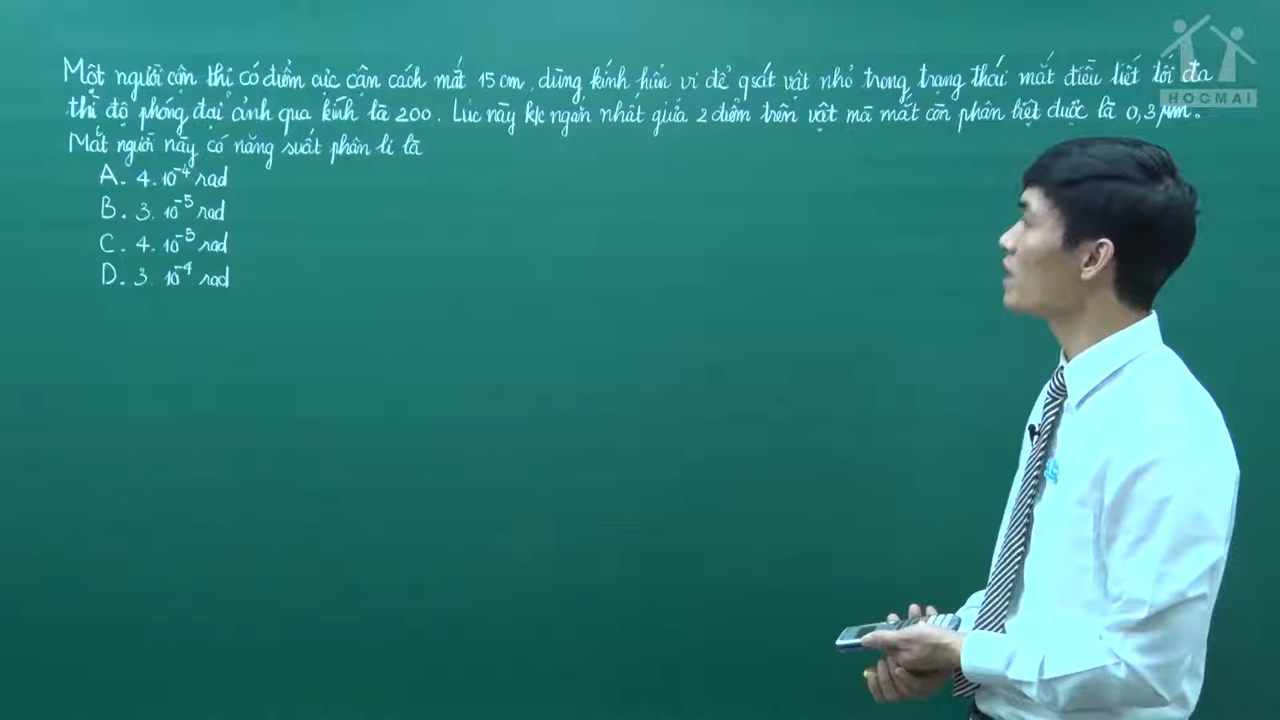 HOCMAI
Một người cận thị có điểm cực cận cách mắt 15 cm, dùng kính hiển vi để qsát vật nhỏ trong trạng thái mắt điều tiết tối đa
thì độ phóng đại ảnh qua kính là 200. Lúc này k/c ngắn nhất giữa 2 điểm trên vật mà mắt còn phân biệt được là 0,3 μm.
Mắt người này có năng suất phân li là
A. 4. 10⁻⁴ rad
B. 3. 10⁻⁵ rad
C. 4. 10⁻⁵ rad
D. 3. 10⁻⁴ rad